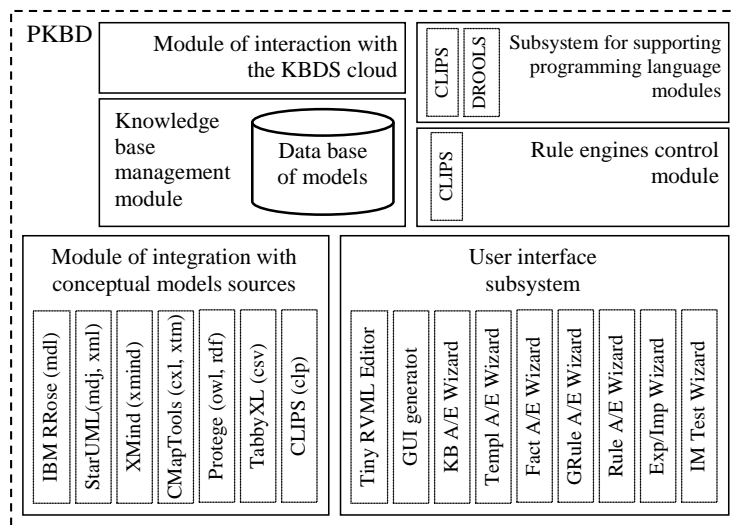 PKBD
Module of interaction with
the KBDS cloud
CLIPS
DROOLS
Subsystem for supporting
programming language
modules
Knowledge
base
management
module
Data base
of models
CLIPS
Rule engines control
module
Module of integration with
conceptual models sources
IBM RRose (mdl)
StarUML(mdj, xml)
XMind (xmind)
CMapTools (cxl, xtm)
Protege (owl, rdf)
TabbyXL (csv)
CLIPS (clp)
User interface
subsystem
Tiny RVML Editor
GUI generatot
KB A/E Wizard
Templ A/E Wizard
Fact A/E Wizard
GRule A/E Wizard
Rule A/E Wizard
Exp/Imp Wizard
IM Test Wizard